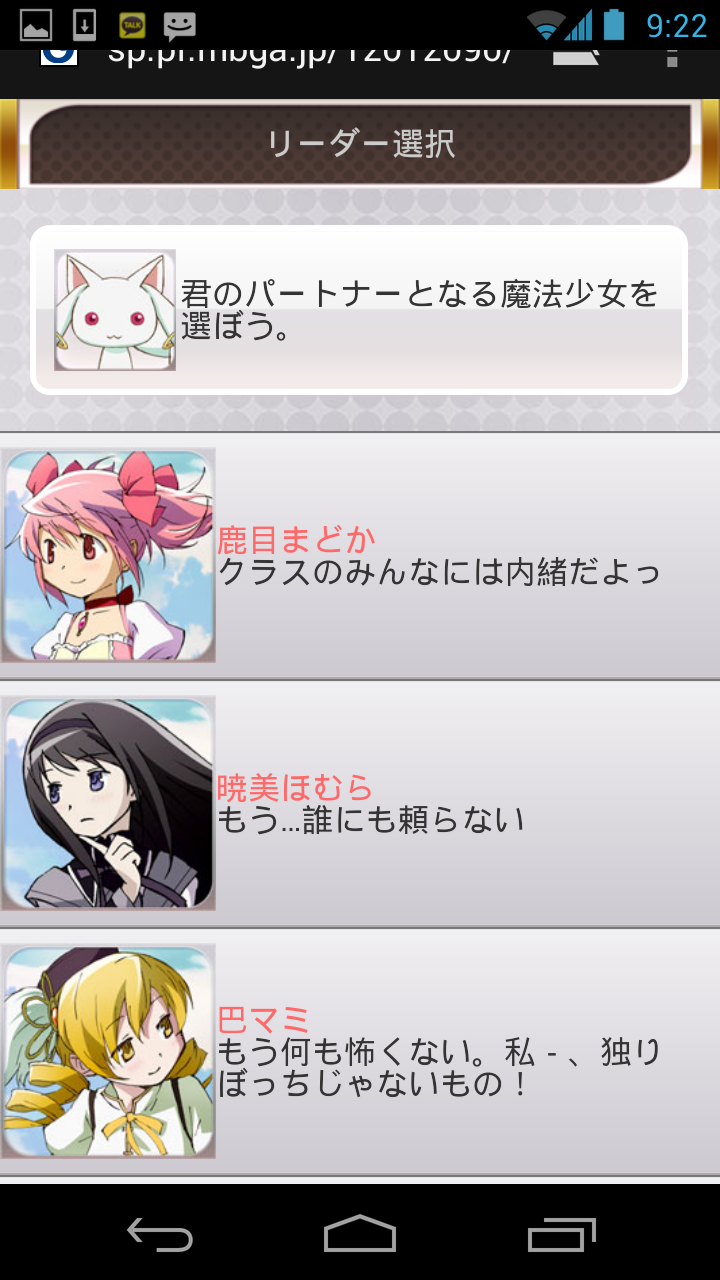 TALK
9:22
sp.pf.mbga.jp/12012090/
リーダー選択
君のパートナーとなる魔法少女を
選ぼう。
鹿目まどか
クラスのみんなには内緒だよっ
暁美ほむら
もう...誰にも頼らない
巴マミ
もう何も怖くない。私 - 、独り
ぼっちじゃないもの！